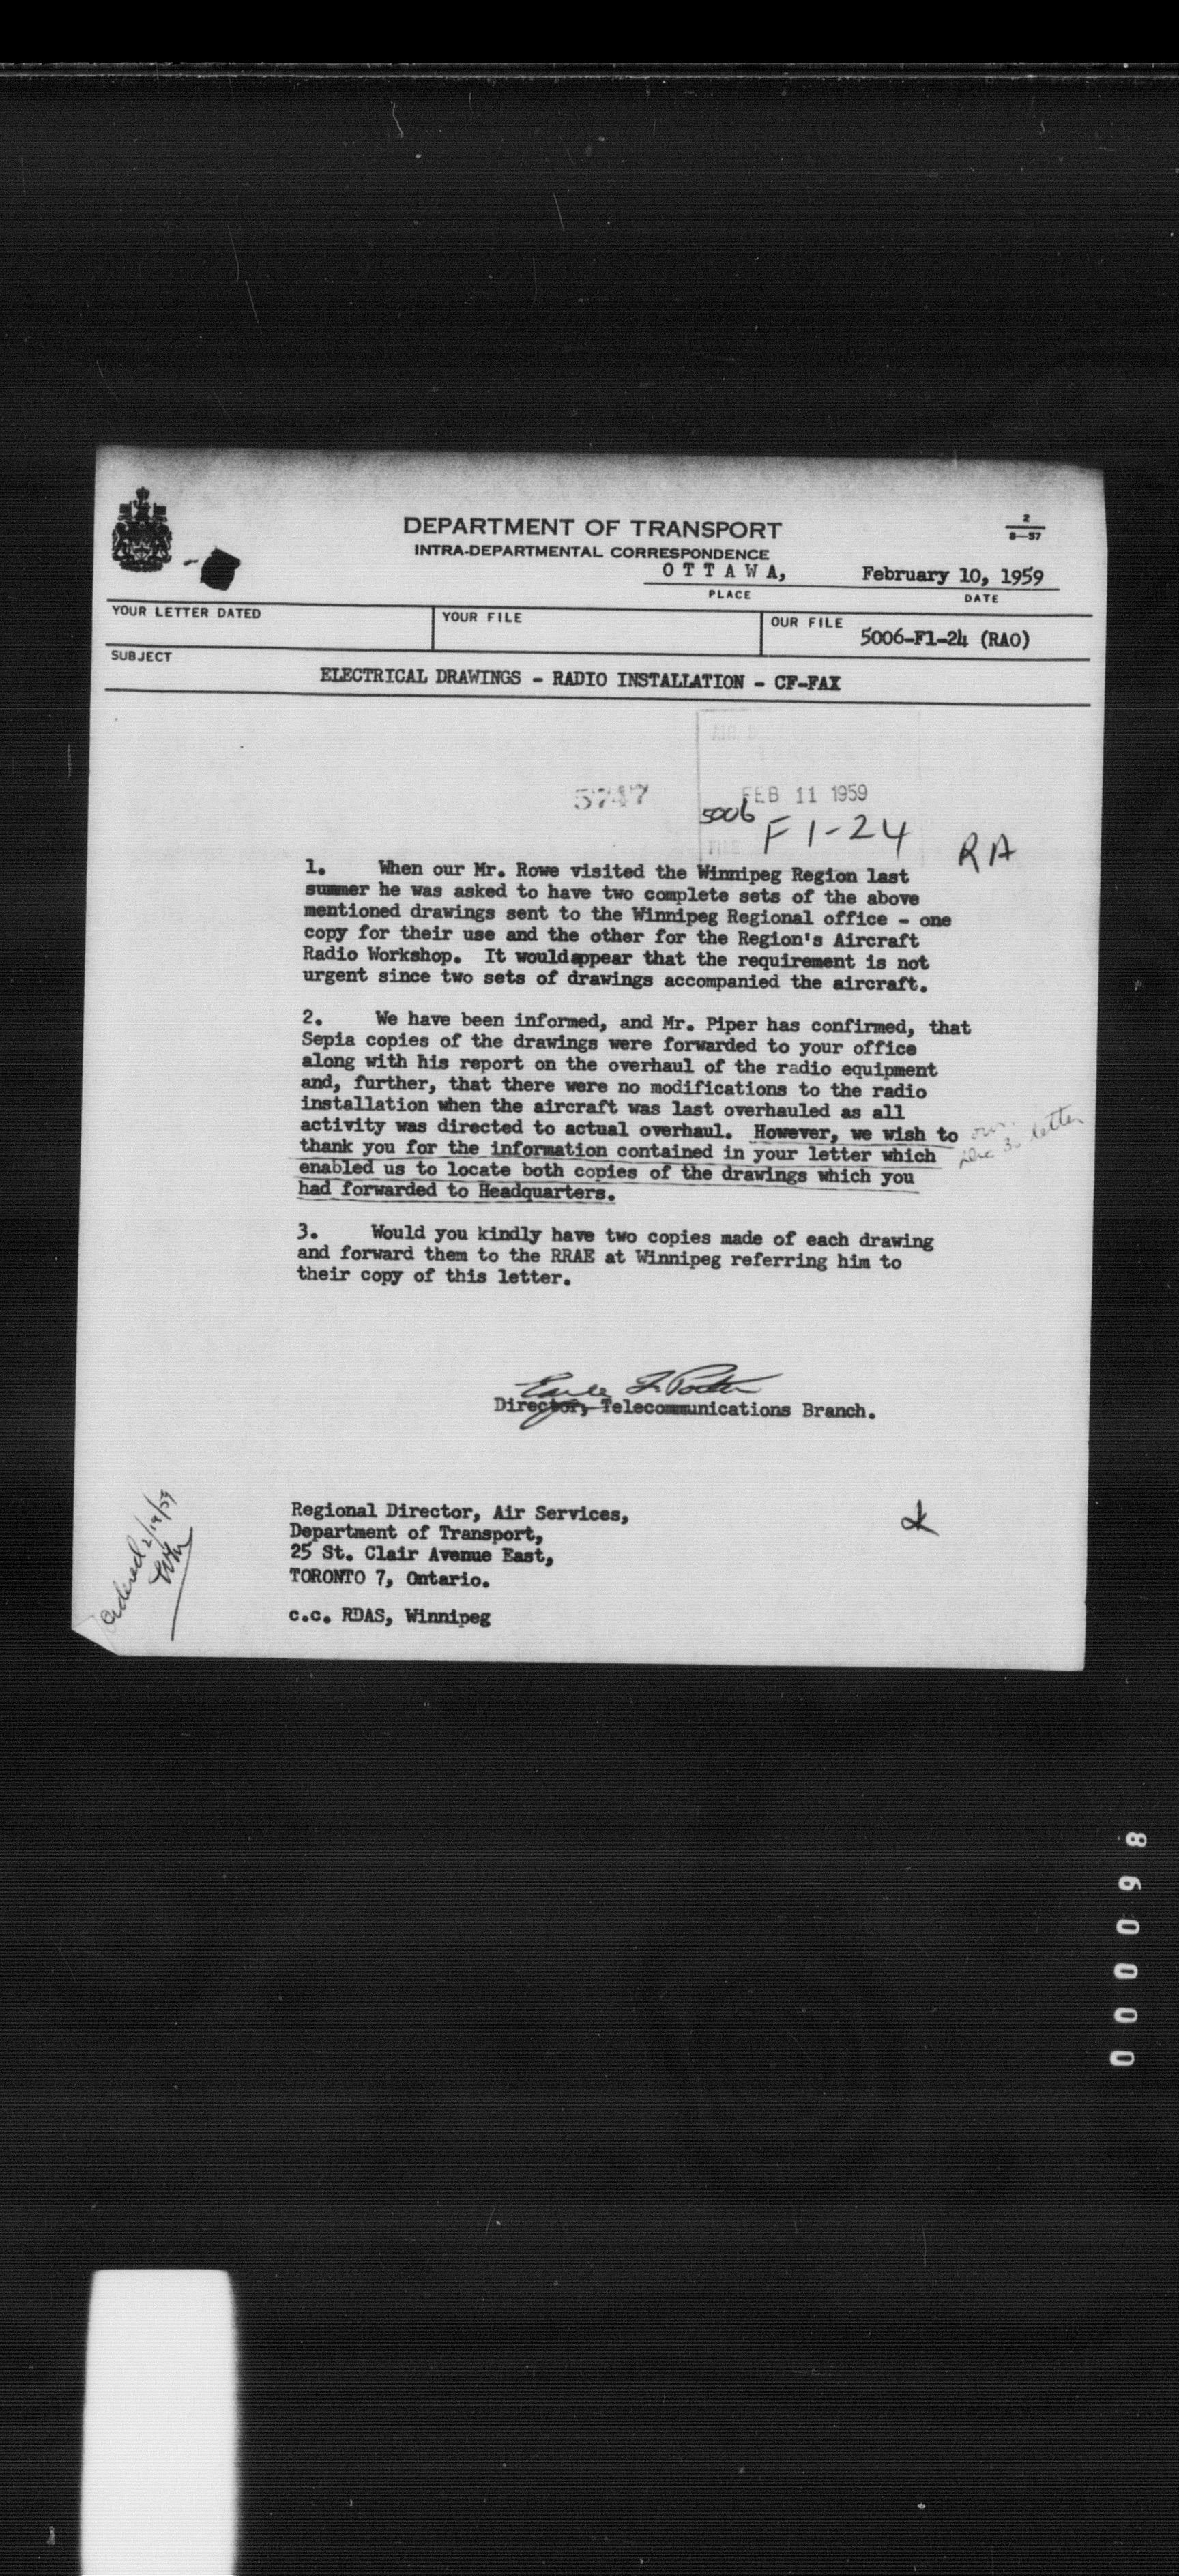 DEPARTMENT OF TRANSPORT
2
8—57
INTRA-DEPARTMENTAL CORRESPONDENCE
O T T A W A, February 10, 1959
PLACE DATE
YOUR LETTER DATED YOUR FILE OUR FILE 5006-F1-24 (RAO)
SUBJECT
ELECTRICAL DRAWINGS - RADIO INSTALLATION - CF-FAX
AIR
5747 FEB 11 1959
5006 F 1-24
FILE
RA
1. When our Mr. Rowe visited the Winnipeg Region last
summer he was asked to have two complete sets of the above
mentioned drawings sent to the Winnipeg Regional office - one
copy for their use and the other for the Region's Aircraft
Radio Workshop. It wouldappear that the requirement is not
urgent since two sets of drawings accompanied the aircraft.
2. We have been informed, and Mr. Piper has confirmed, that
Sepia copies of the drawings were forwarded to your office
along with his report on the overhaul of the radio equipment
and, further, that there were no modifications to the radio
installation when the aircraft was last overhauled as all
activity was directed to actual overhaul. However, we wish to
thank you for the information contained in your letter which
enabled us to locate both copies of the drawings which you
had forwarded to Headquarters.
our letter
Dec 30
3. Would you kindly have two copies made of each drawing
and forward them to the RRAE at Winnipeg referring him to
their copy of this letter.
Director, Telecommunications Branch.
Regional Director, Air Services,
Department of Transport,
25 St. Clair Avenue East,
TORONTO 7, Ontario.
c.c. RDAS, Winnipeg
Ordered 2/19/59
000098